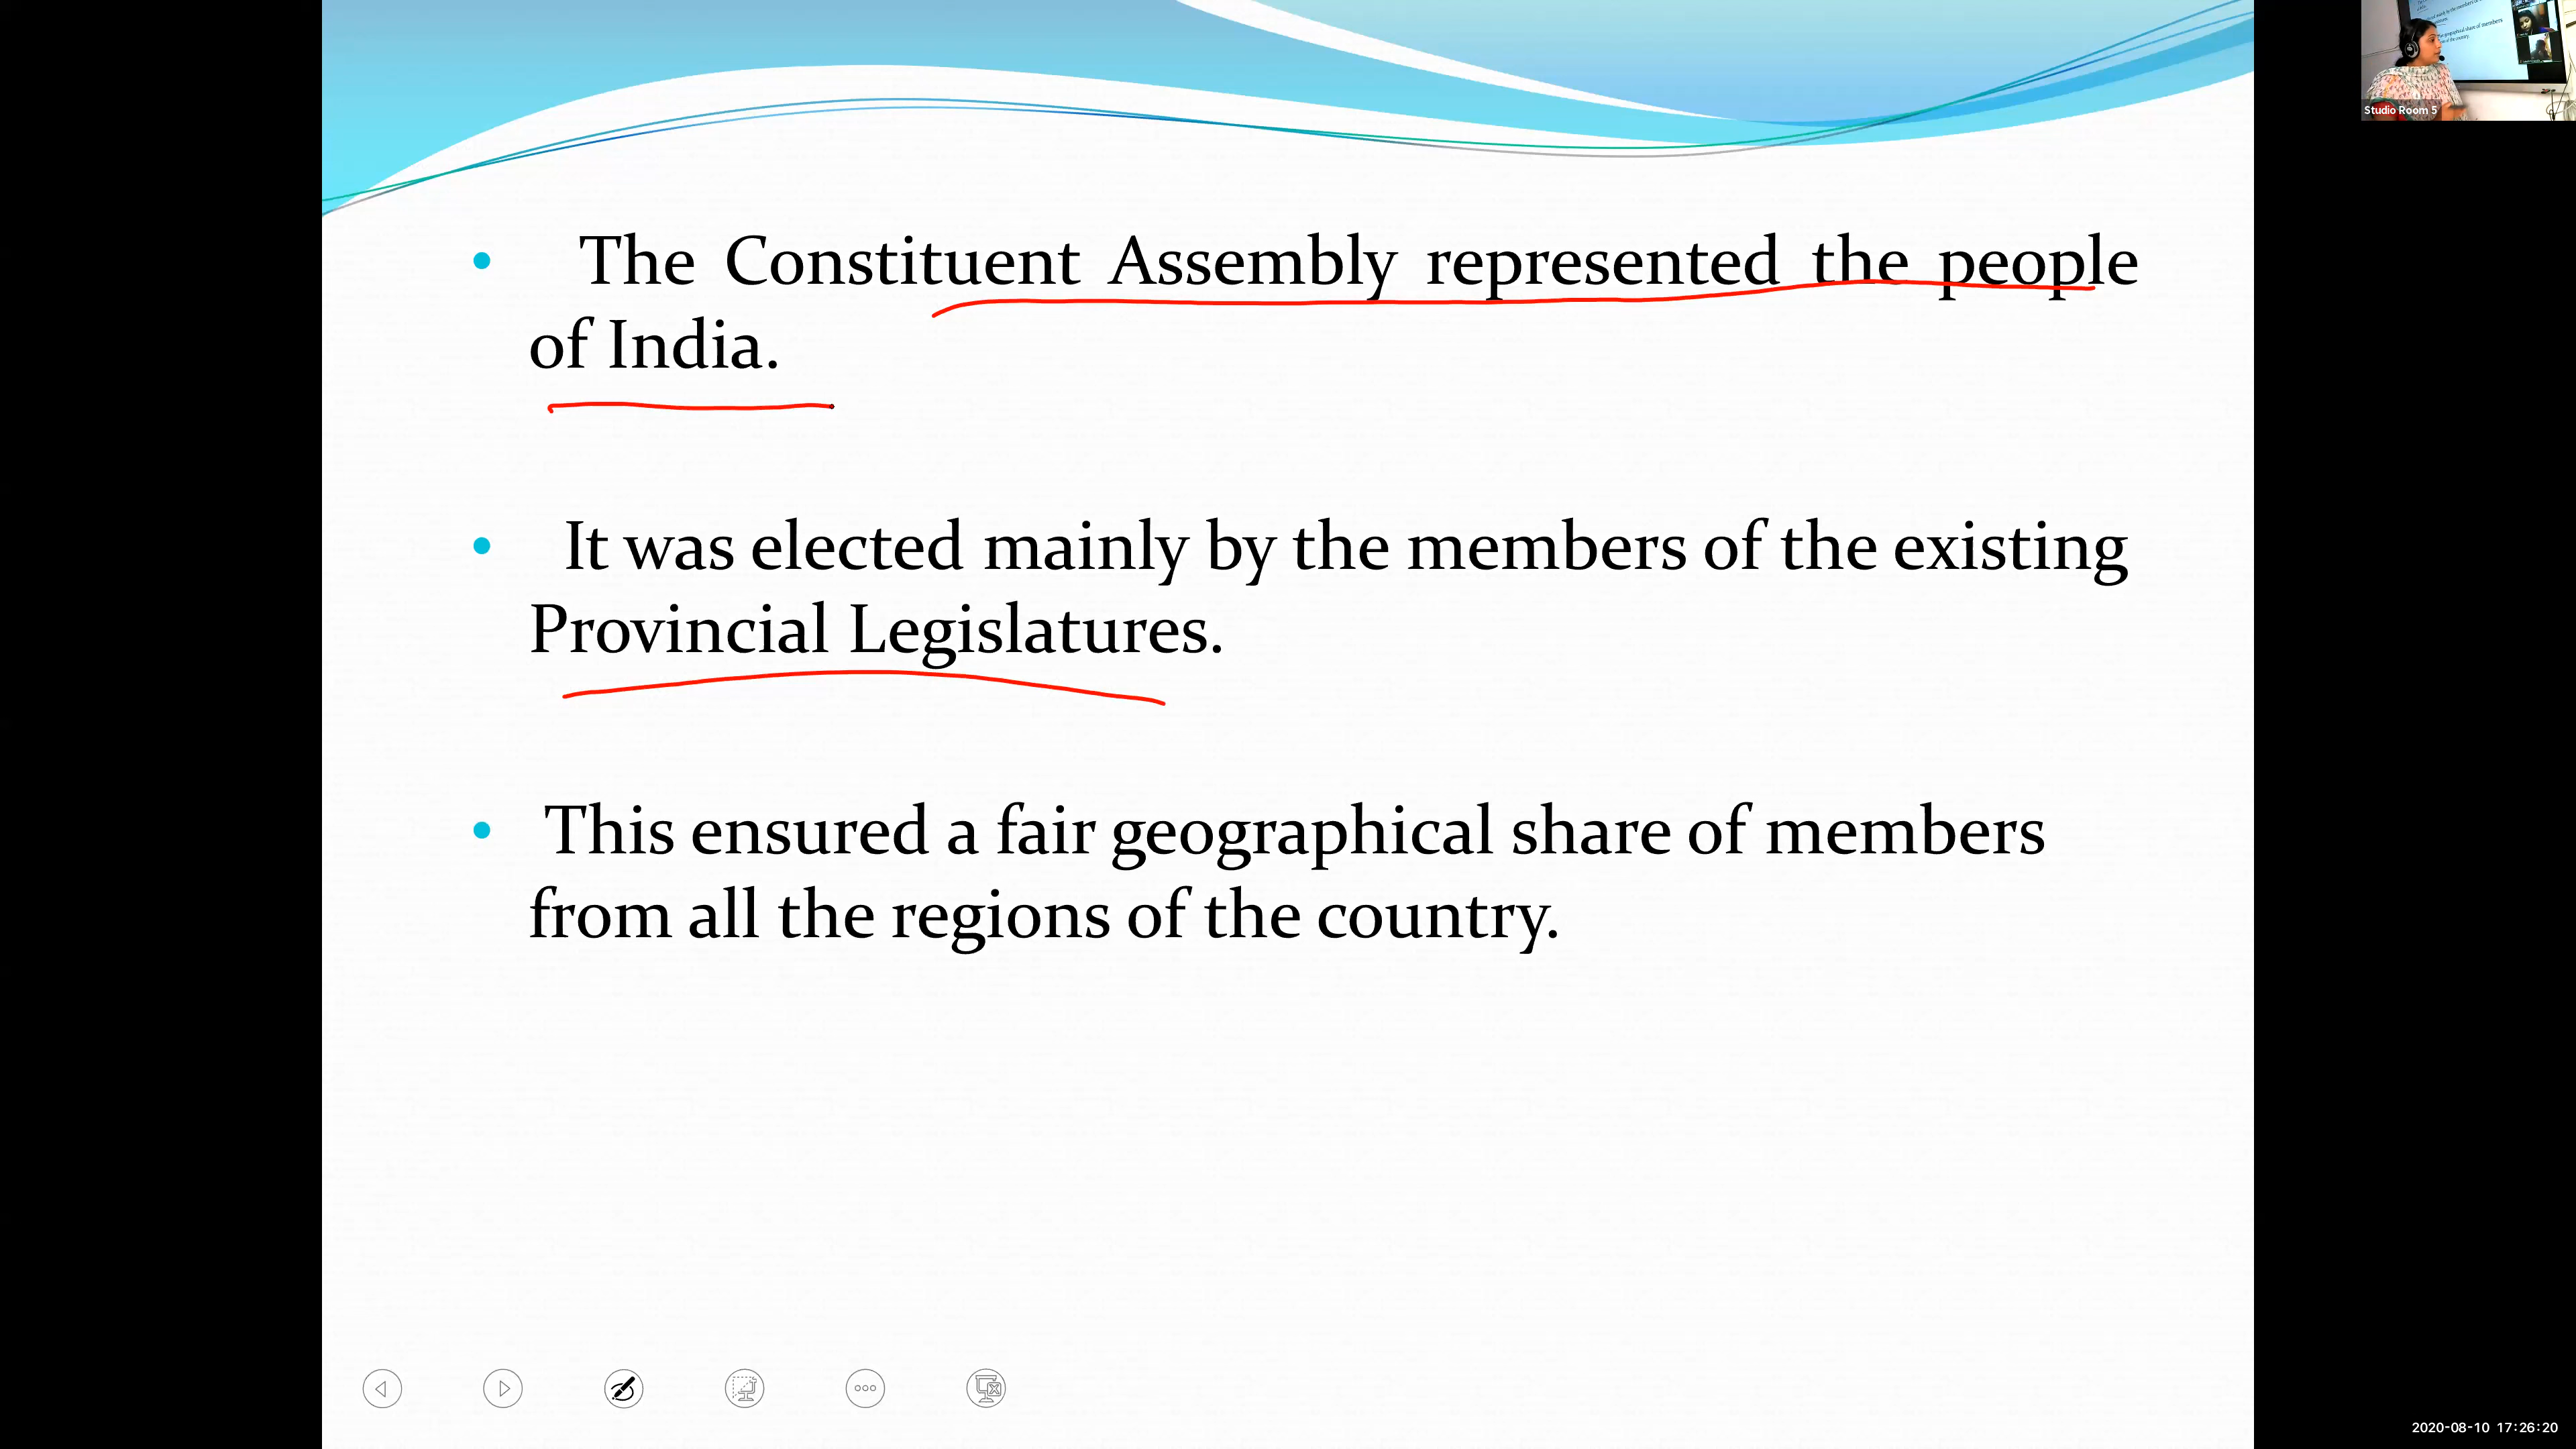 The Constituent Assembly represented the people
of India.
It was elected mainly by the members of the existing
Provincial Legislatures.
This ensured a fair geographical share of members
from all the regions of the country.
Studio Room 5
2020-08-10 17:26:20